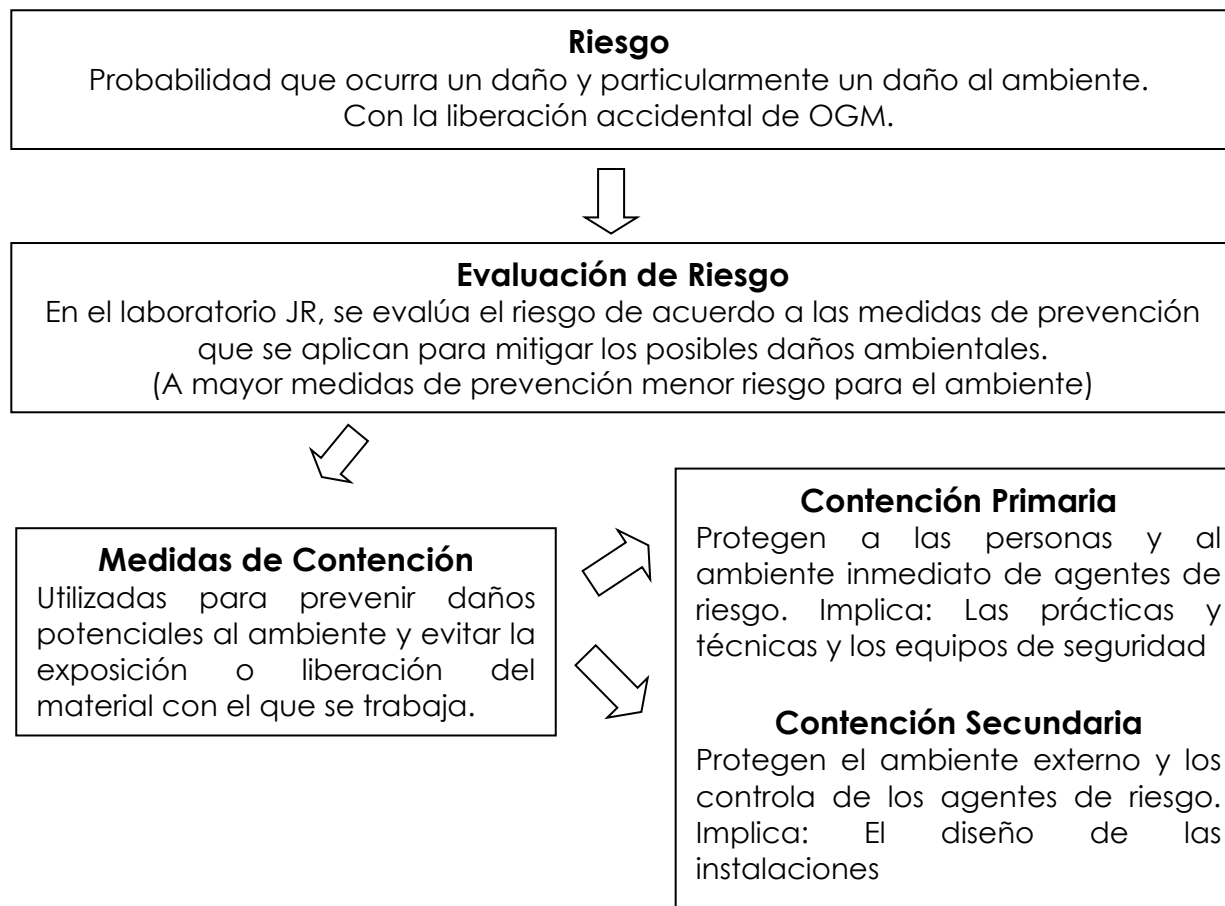 Riesgo
Probabilidad que ocurra un daño y particularmente un daño al ambiente.
Con la liberación accidental de OGM.
Evaluación de Riesgo
En el laboratorio JR, se evalúa el riesgo de acuerdo a las medidas de prevención
que se aplican para mitigar los posibles daños ambientales.
(A mayor medidas de prevención menor riesgo para el ambiente)
Medidas de Contención
Utilizadas para prevenir daños
potenciales al ambiente y evitar la
exposición o liberación del
material con el que se trabaja.
Contención Primaria
Protegen a las personas y al
ambiente inmediato de agentes de
riesgo. Implica: Las prácticas y
técnicas y los equipos de seguridad
Contención Secundaria
Protegen el ambiente externo y los
controla de los agentes de riesgo.
Implica: El diseño de las
instalaciones